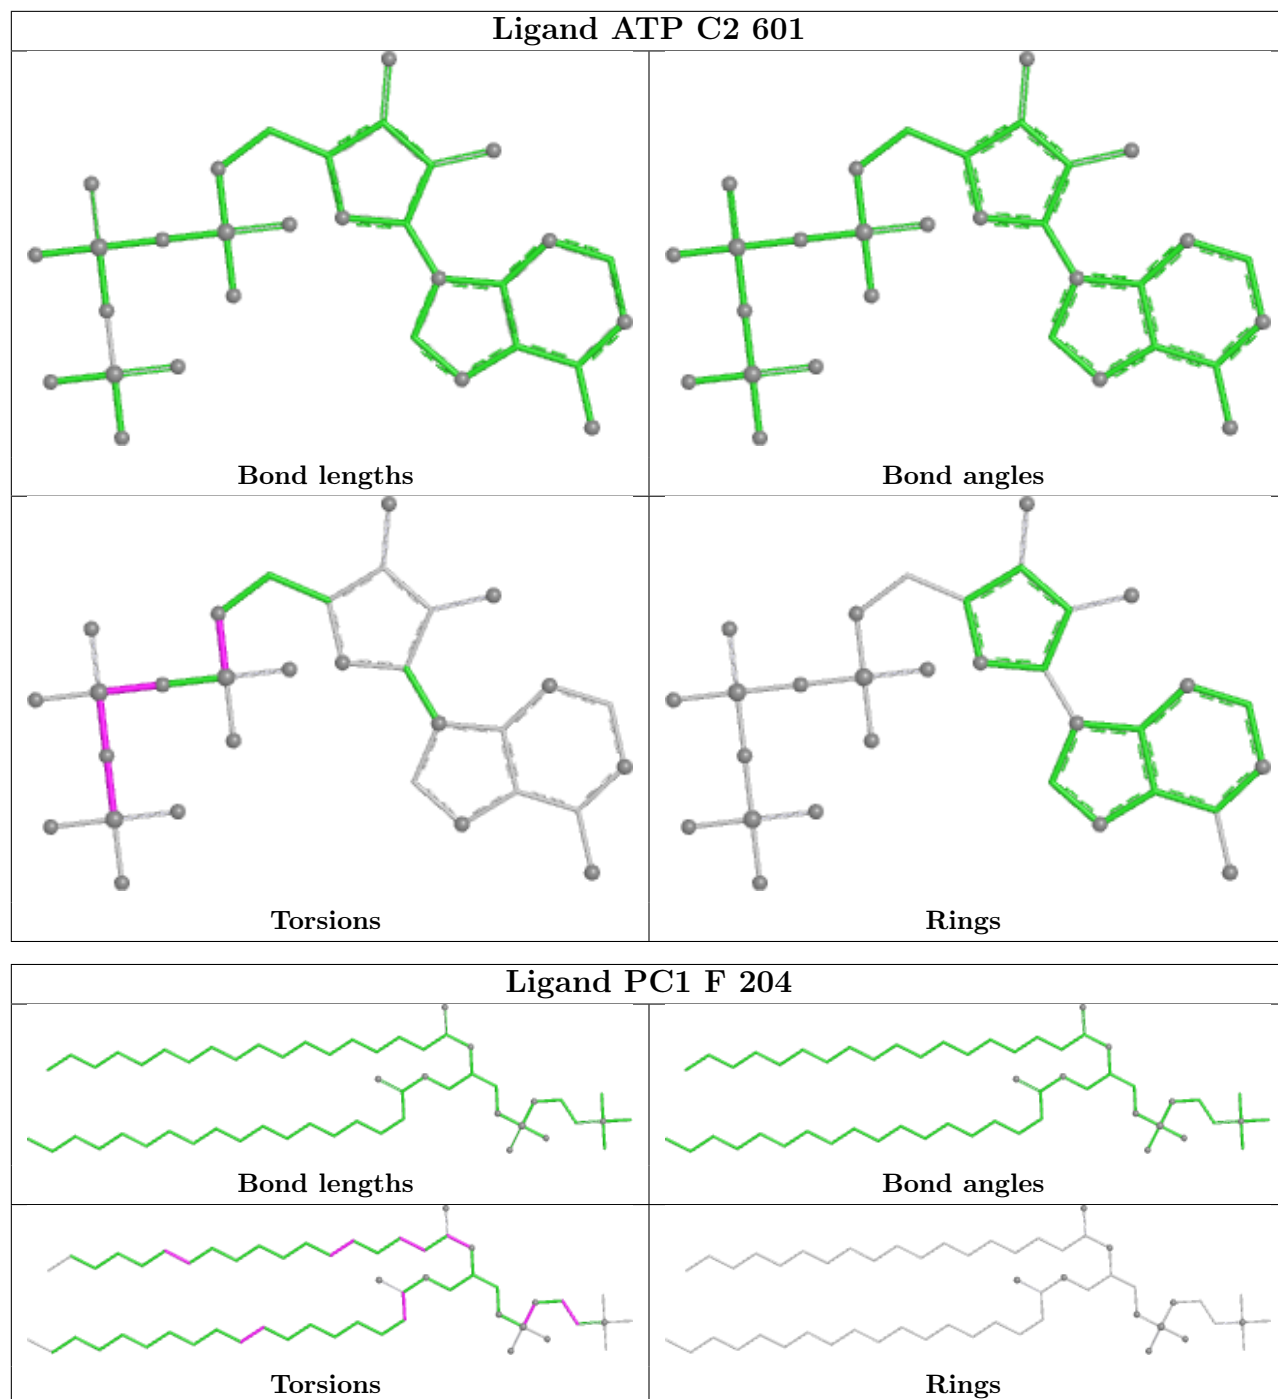 Ligand ATP C2 601
Bond lengths
Bond angles
Torsions
Rings
Ligand PC1 F 204
Bond lengths
Bond angles
Torsions
Rings